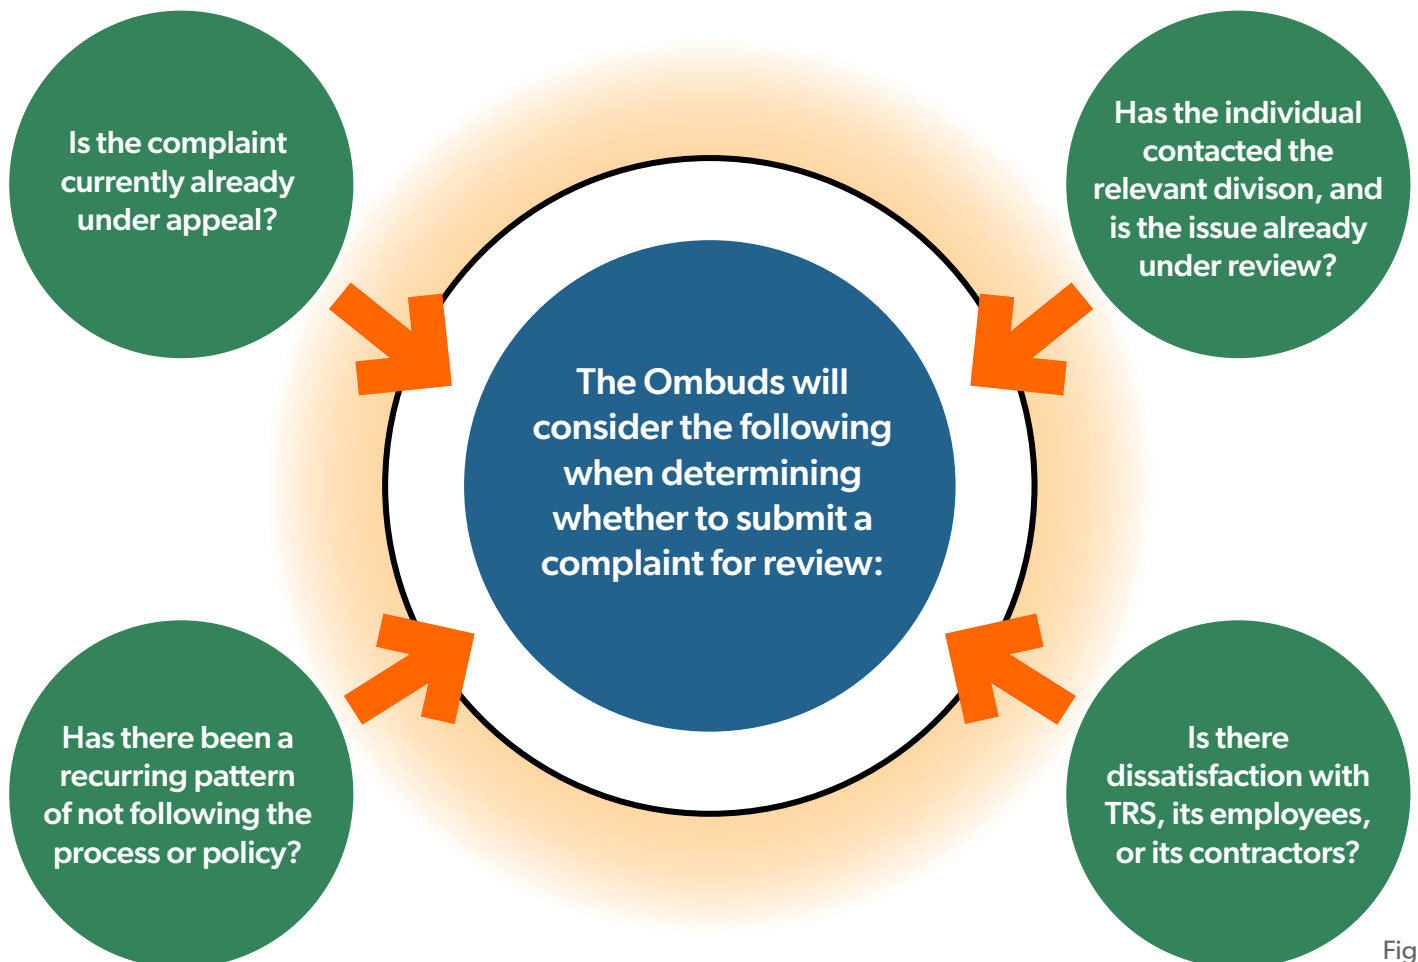 Is the complaint
currently already
under appeal?
Has the individual
contacted the
relevant divison, and
is the issue already
under review?
The Ombuds will
consider the following
when determining
whether to submit a
complaint for review:
Has there been a
recurring pattern
of not following the
process or policy?
Is there
dissatisfaction with
TRS, its employees,
or its contractors?
Fig